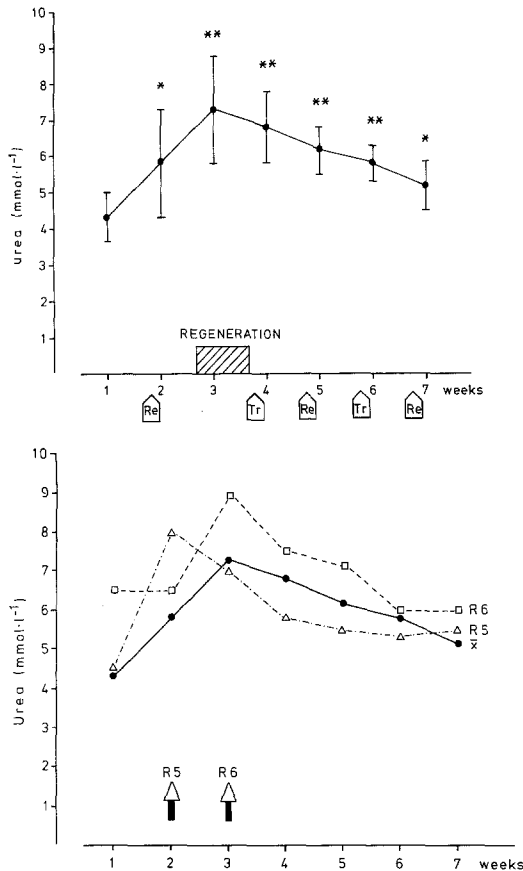 10
9
8
7
6
5
4
3
2
1
urea (mmol·l⁻¹)
*
**
**
**
**
*
REGENERATION
1 2 3 4 5 6 7 weeks
Re Tr Re Tr Re
10
9
8
7
6
5
4
3
2
1
Urea (mmol·l⁻¹)
R6
R5
x̄
R5 R6
1 2 3 4 5 6 7 weeks